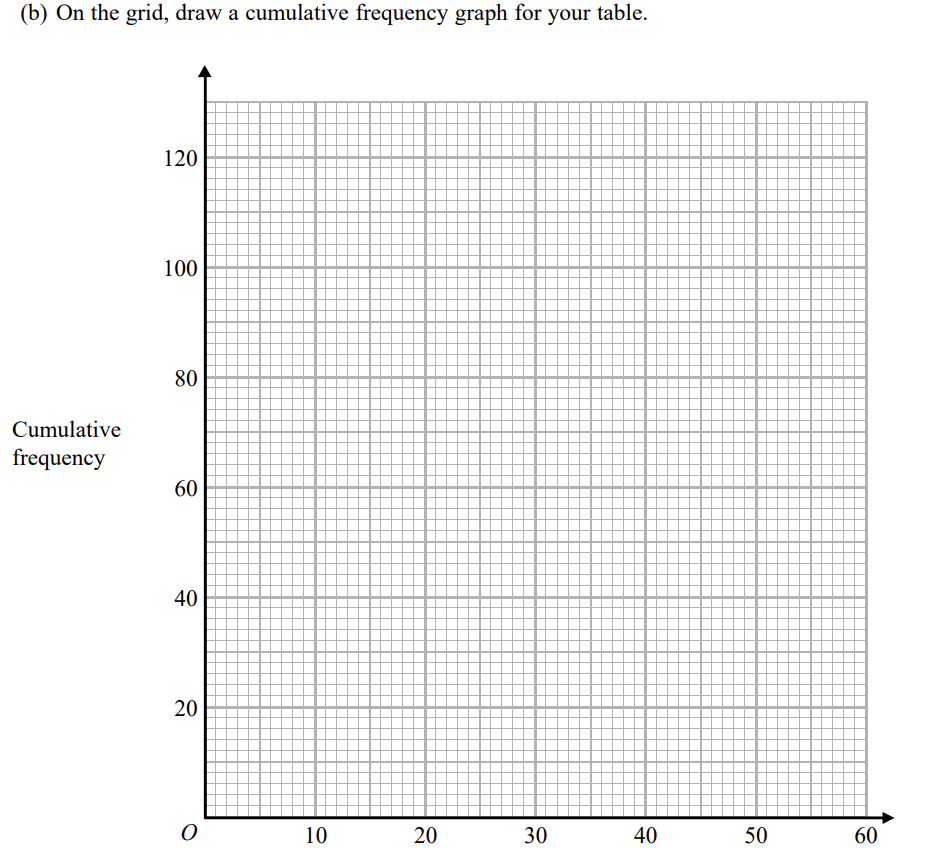 (b) On the grid, draw a cumulative frequency graph for your table.
120
100
80
Cumulative
frequency
60
40
20
O 10 20 30 40 50 60